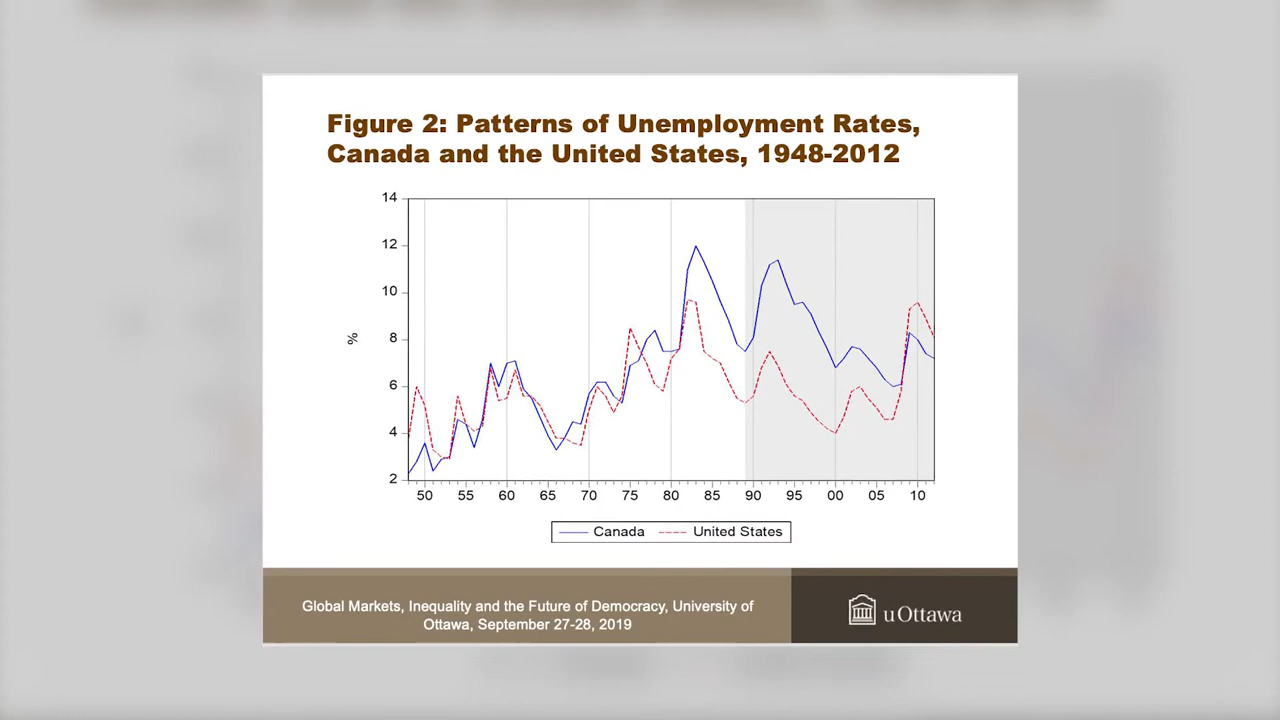 Figure 2: Patterns of Unemployment Rates,
Canada and the United States, 1948-2012
14
12
10
8
6
4
2
%
50 55 60 65 70 75 80 85 90 95 00 05 10
Canada United States
Global Markets, Inequality and the Future of Democracy, University of
Ottawa, September 27-28, 2019
uOttawa